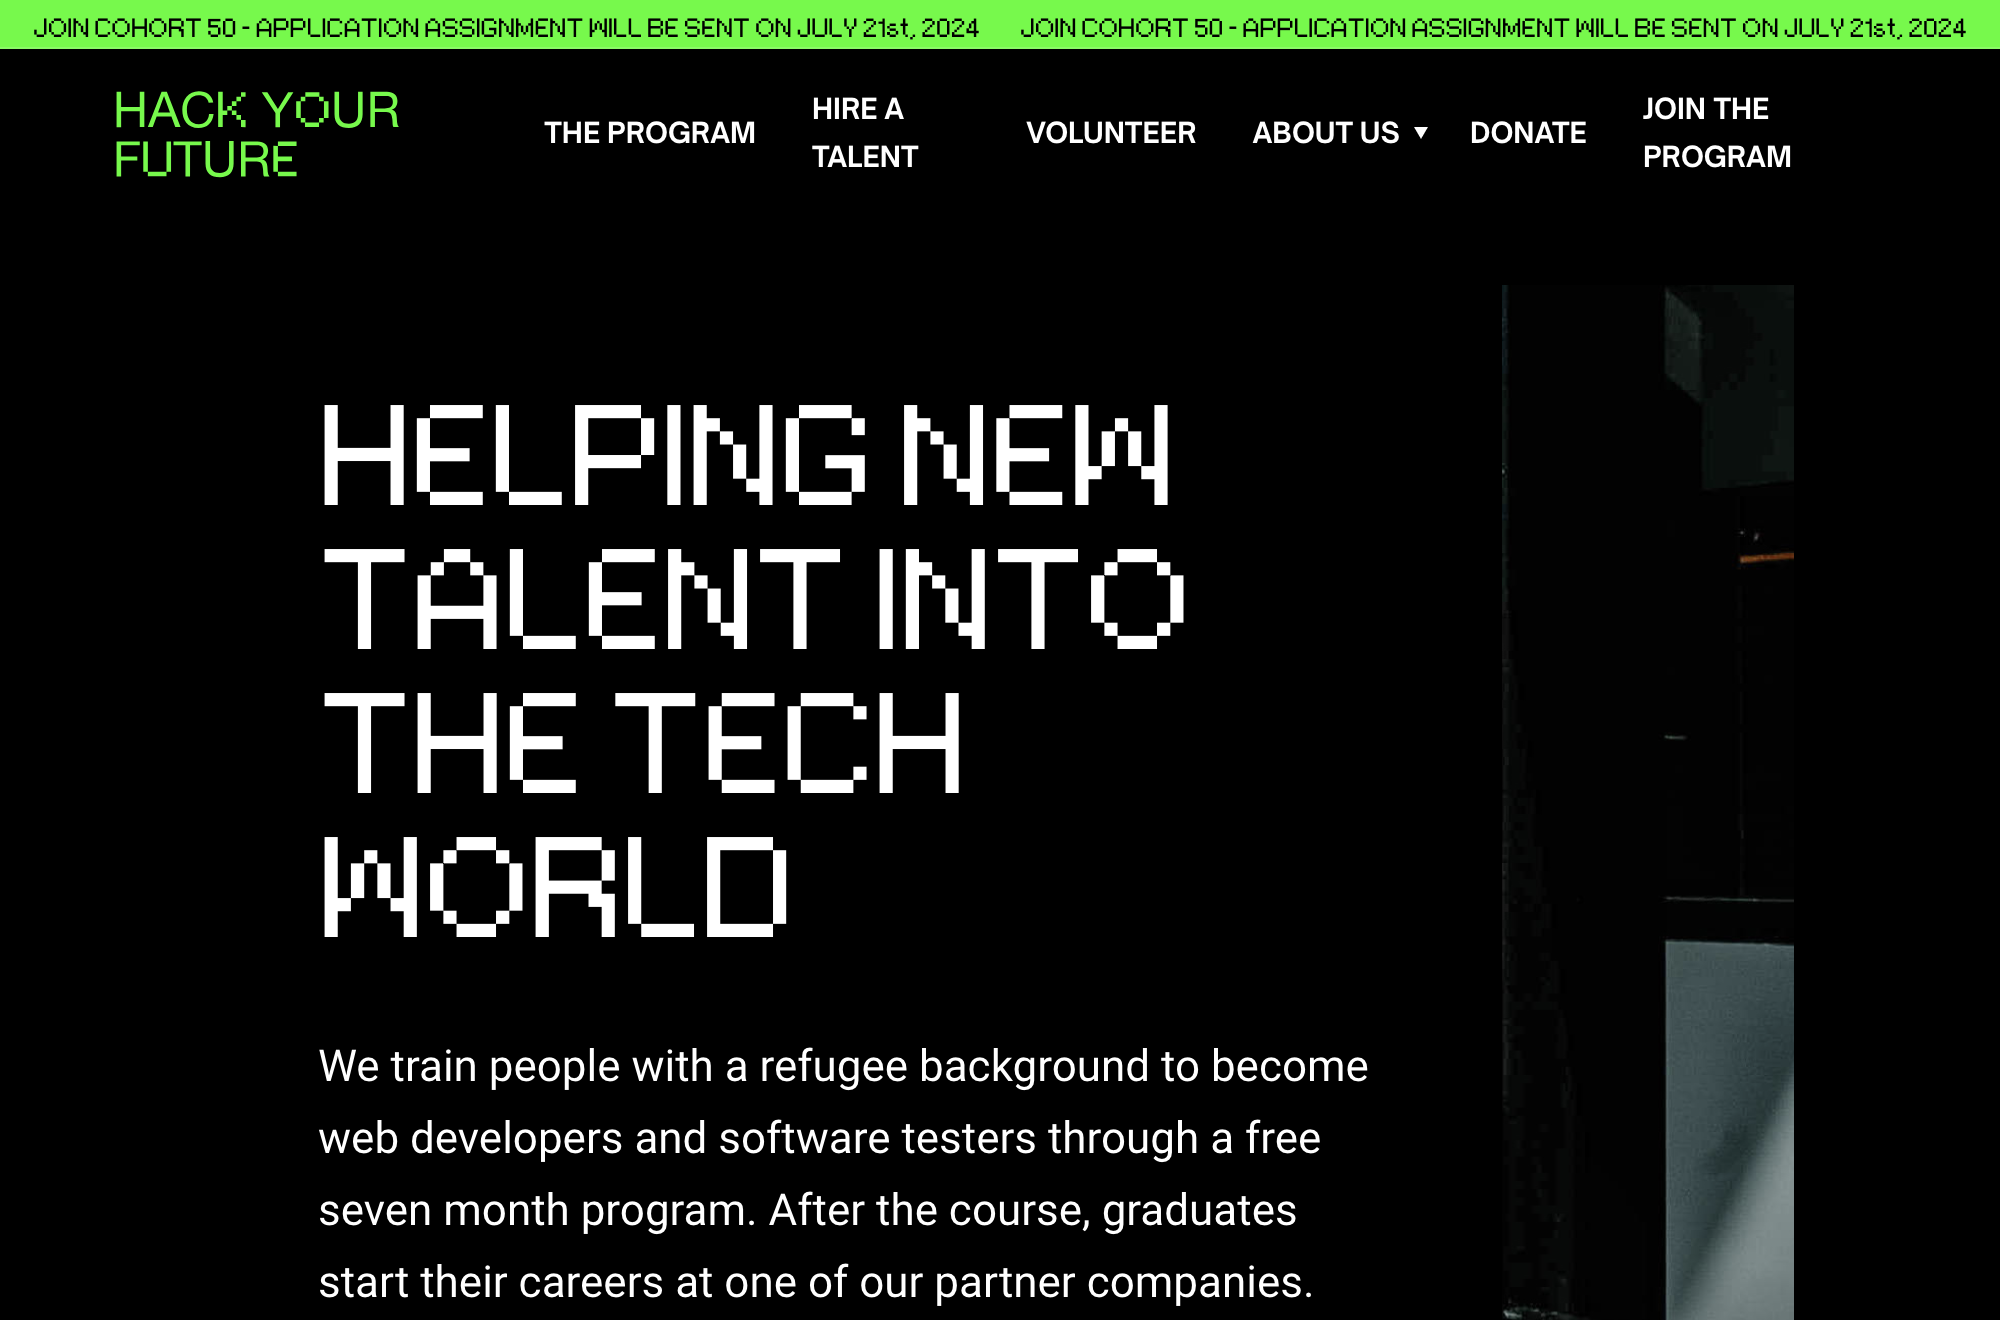 JOIN COHORT 50 - APPLICATION ASSIGNMENT WILL BE SENT ON JULY 21st, 2024 JOIN COHORT 50 - APPLICATION ASSIGNMENT WILL BE SENT ON JULY 21st, 2024
HACK YOUR
FUTURE
THE PROGRAM
HIRE A
TALENT
VOLUNTEER
ABOUT US ▼
DONATE
JOIN THE
PROGRAM
HELPING NEW
TALENT INTO
THE TECH
WORLD
We train people with a refugee background to become
web developers and software testers through a free
seven month program. After the course, graduates
start their careers at one of our partner companies.